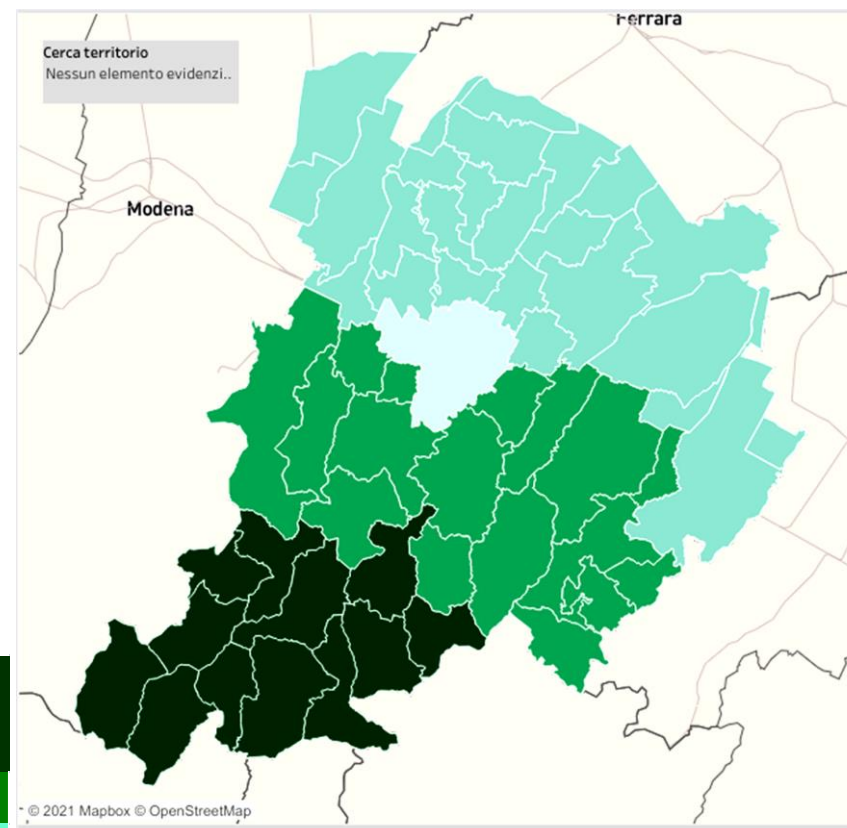 Ferrara
Cerca territorio
Nessun elemento evidenzi..
Modena
© 2021 Mapbox © OpenStreetMap